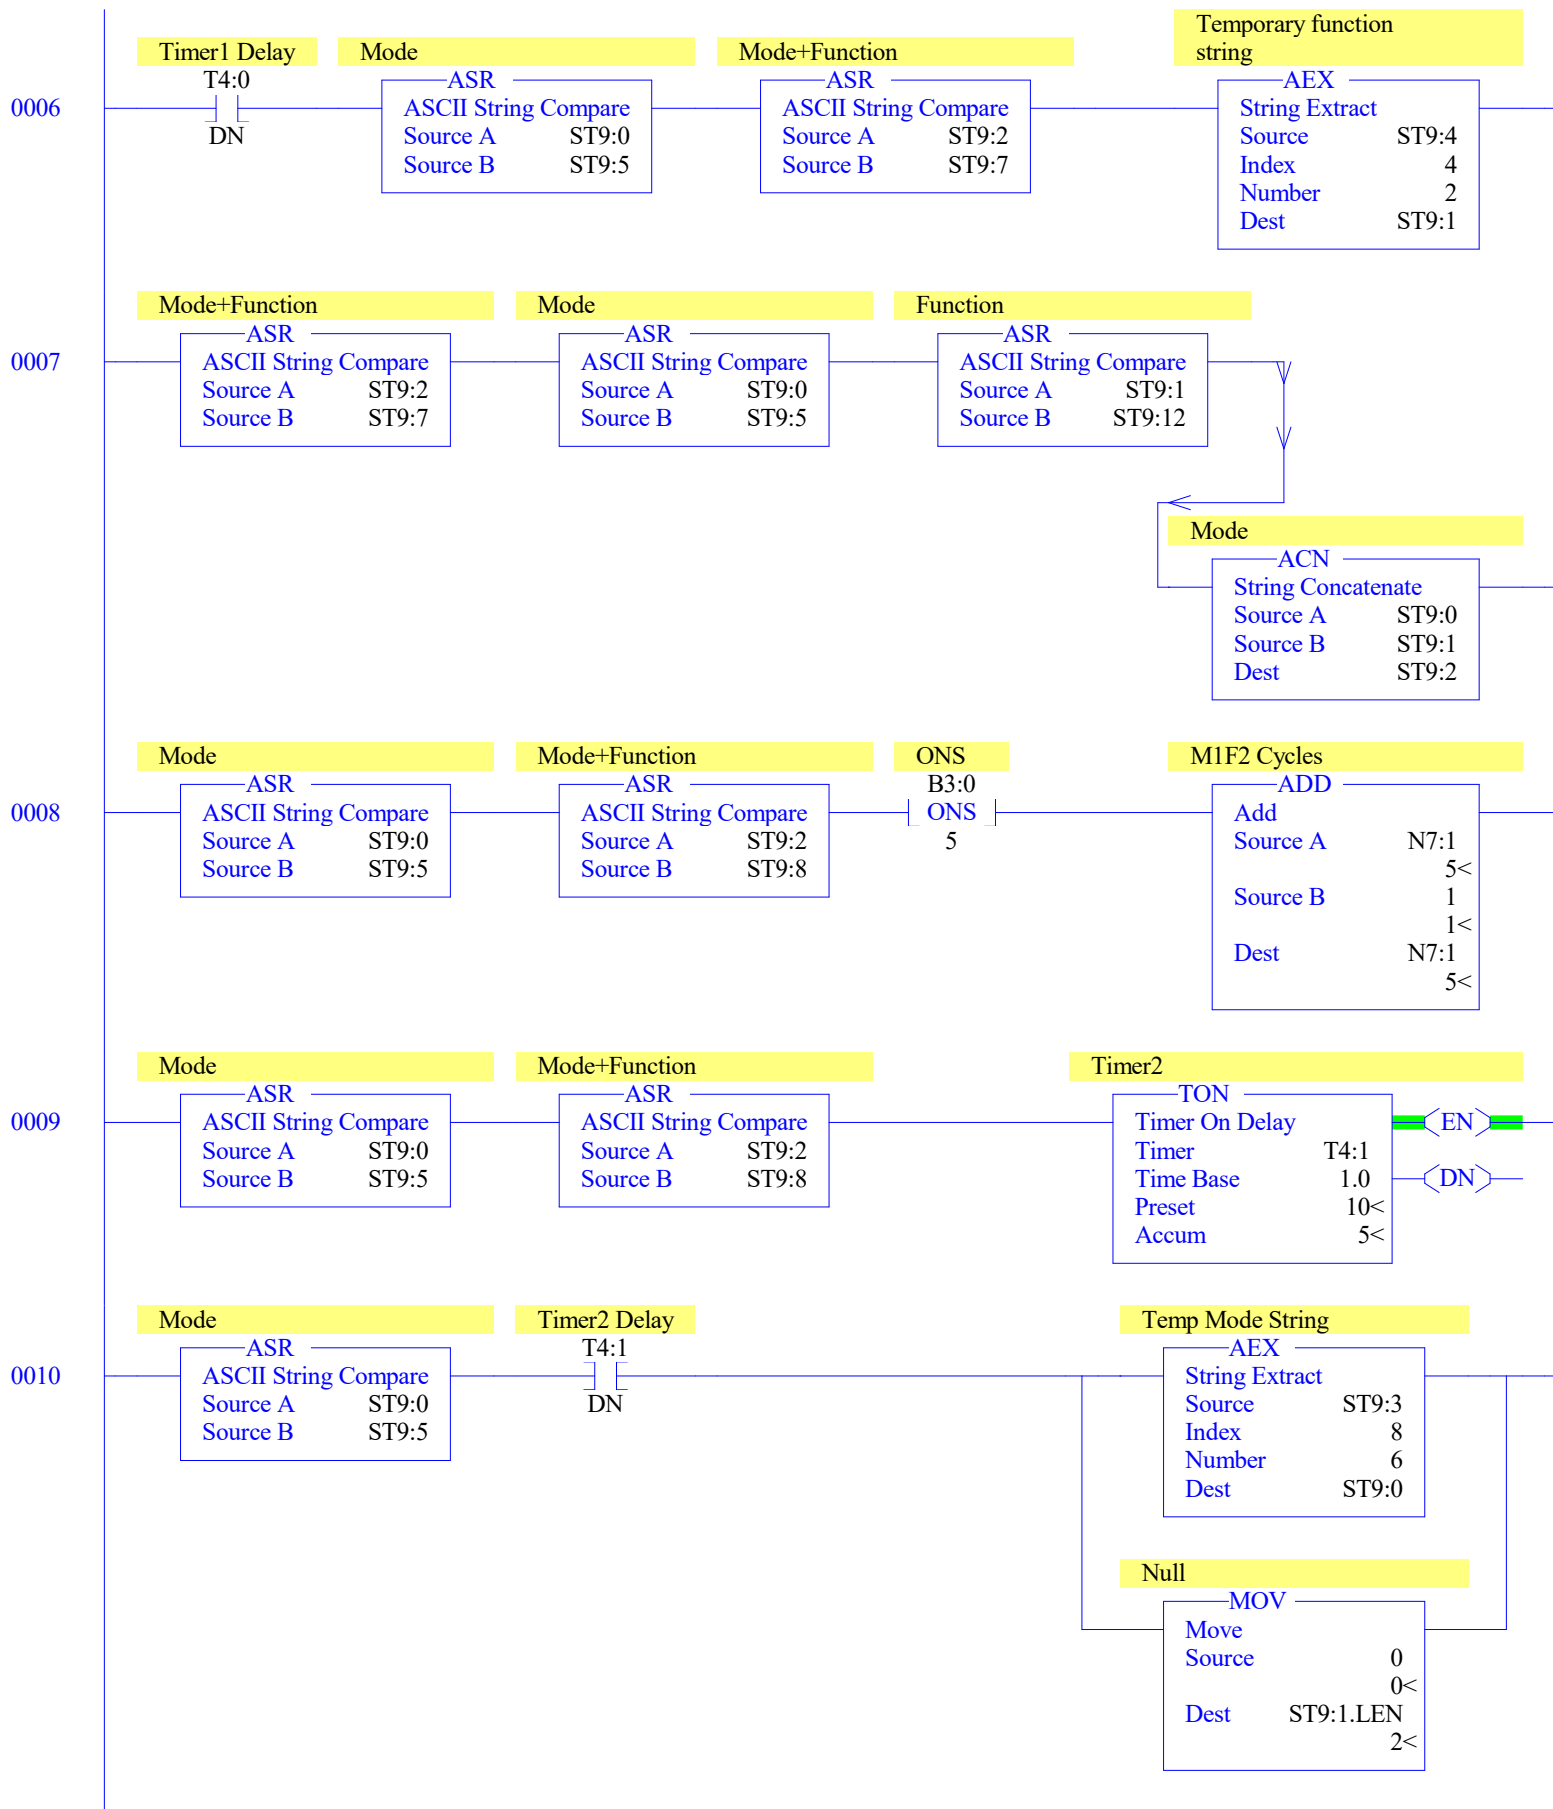 Temporary function
string
Timer1 Delay Mode Mode+Function
T4:0 ASR ASR AEX
0006 ASCII String Compare ASCII String Compare String Extract
DN Source A ST9:0 Source A ST9:2 Source ST9:4
Source B ST9:5 Source B ST9:7 Index 4
Number 2
Dest ST9:1
Mode+Function Mode Function
ASR ASR ASR
0007 ASCII String Compare ASCII String Compare ASCII String Compare
Source A ST9:2 Source A ST9:0 Source A ST9:1
Source B ST9:7 Source B ST9:5 Source B ST9:12
Mode
ACN
String Concatenate
Source A ST9:0
Source B ST9:1
Dest ST9:2
Mode Mode+Function ONS M1F2 Cycles
ASR ASR B3:0 ADD
0008 ASCII String Compare ASCII String Compare ONS Add
Source A ST9:0 Source A ST9:2 5 Source A N7:1
Source B ST9:5 Source B ST9:8 5<
Source B 1
1<
Dest N7:1
5<
Mode Mode+Function Timer2
ASR ASR TON
0009 ASCII String Compare ASCII String Compare Timer On Delay EN
Source A ST9:0 Source A ST9:2 Timer T4:1
Source B ST9:5 Source B ST9:8 Time Base 1.0 DN
Preset 10<
Accum 5<
Mode Timer2 Delay Temp Mode String
ASR T4:1 AEX
0010 ASCII String Compare String Extract
Source A ST9:0 DN Source ST9:3
Source B ST9:5 Index 8
Number 6
Dest ST9:0
Null
MOV
Move
Source 0
0<
Dest ST9:1.LEN
2<